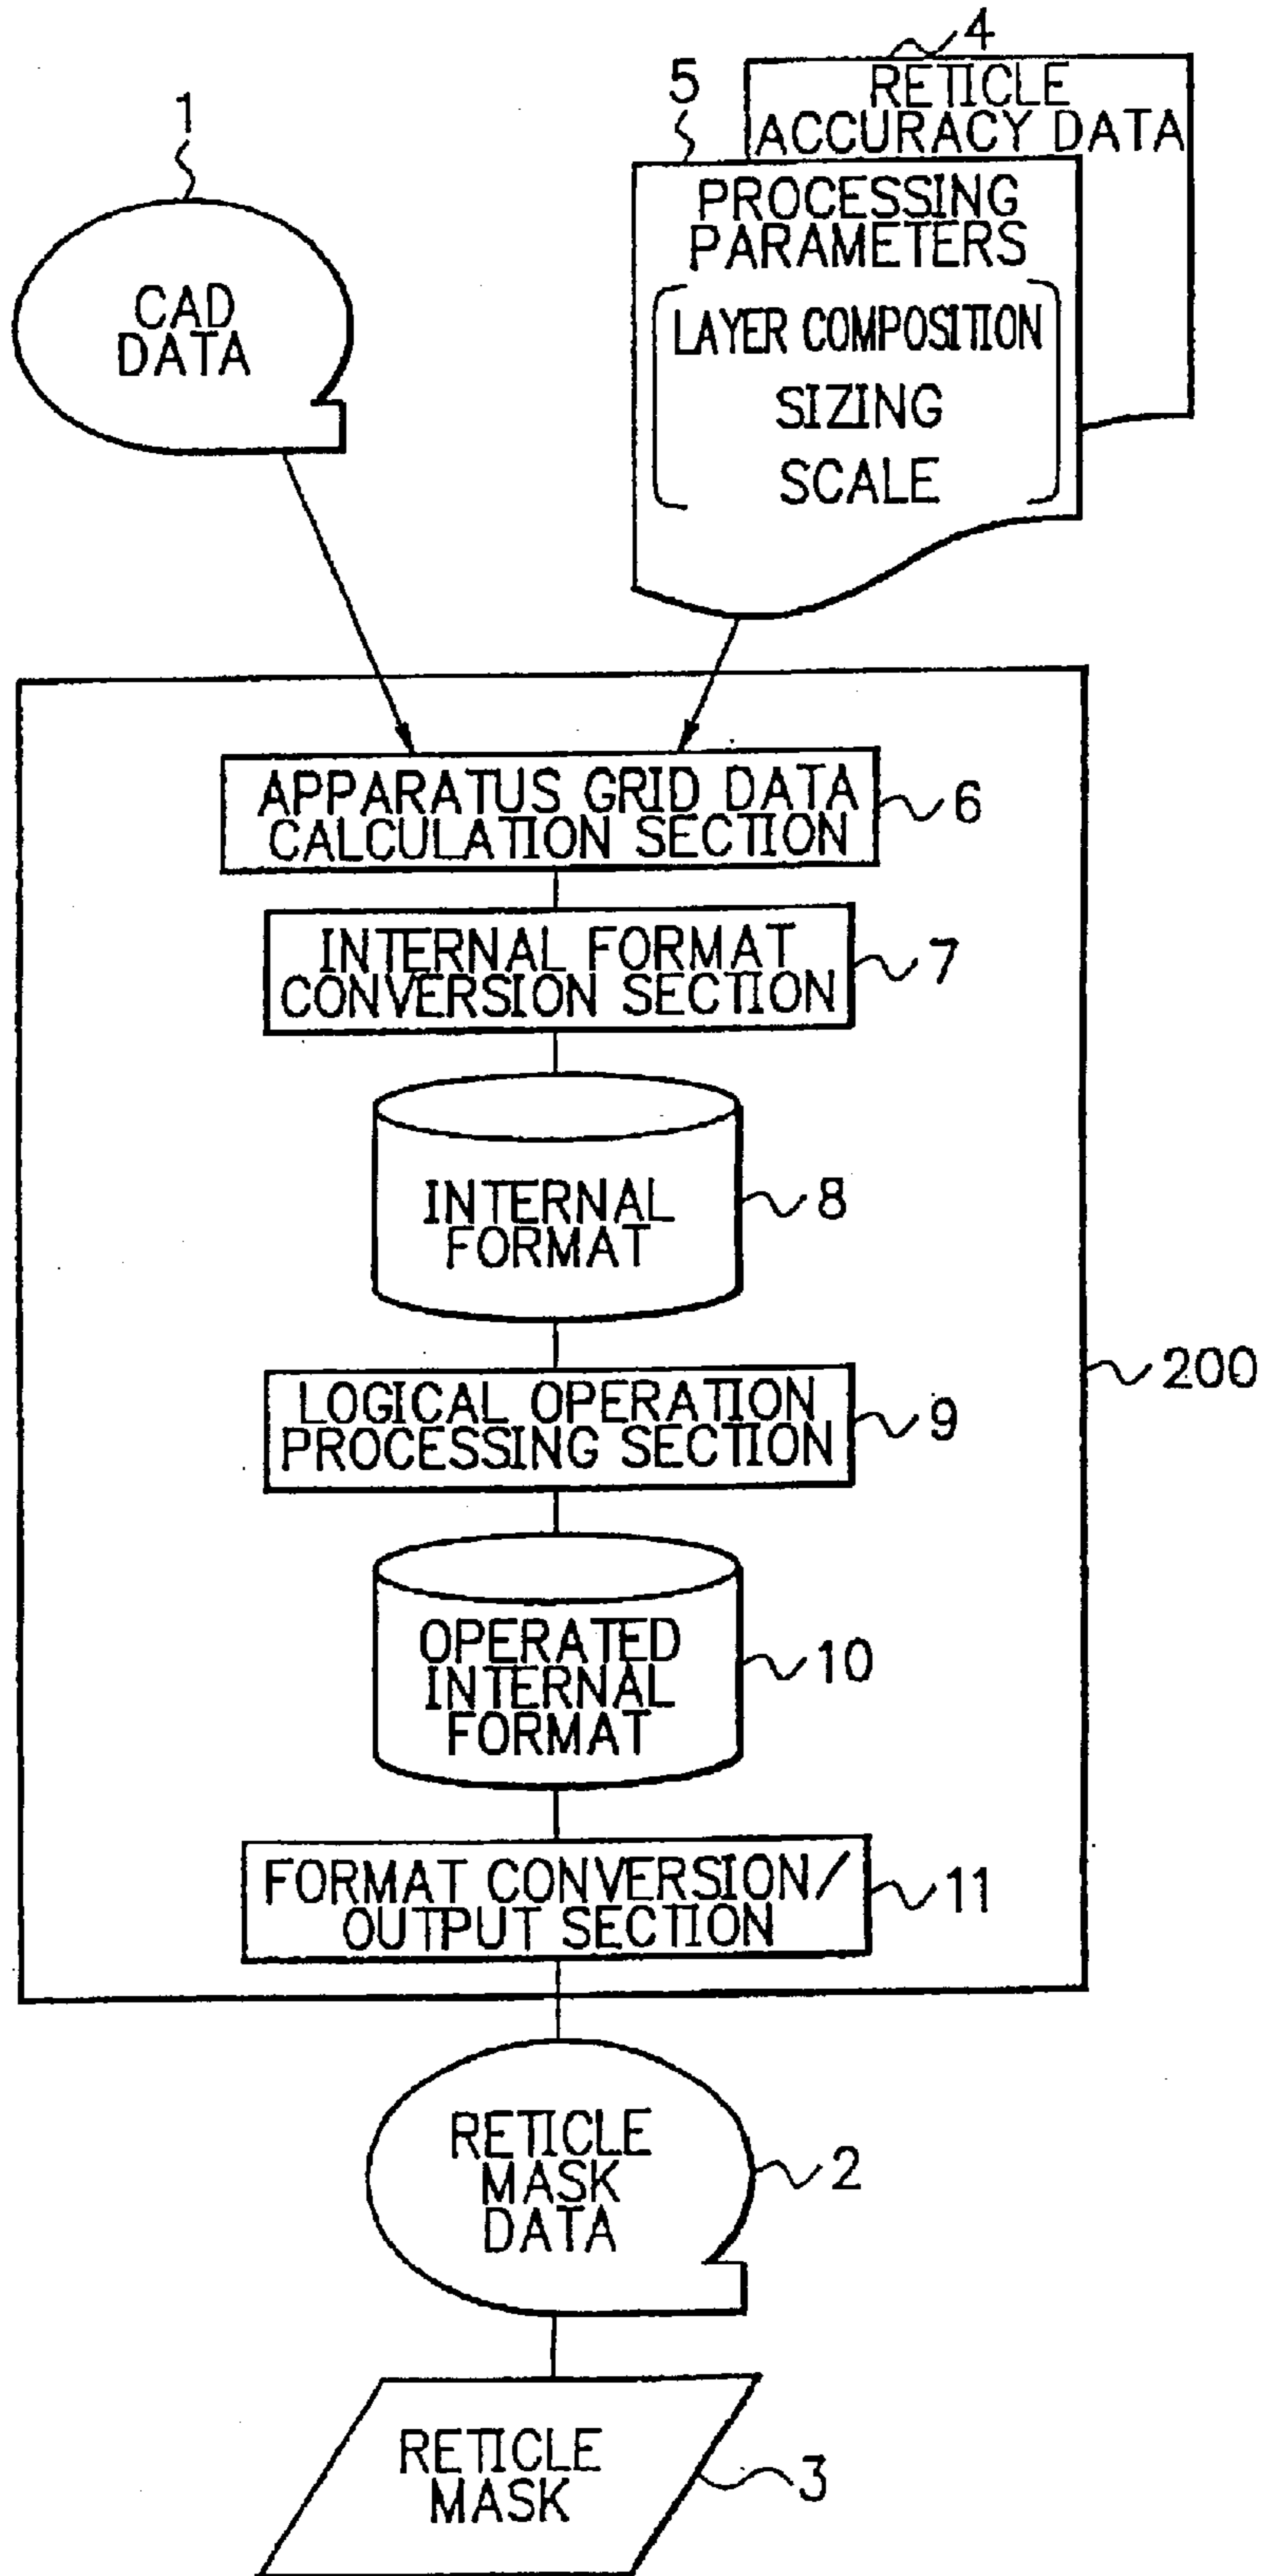 4
RETICLE
ACCURACY DATA
5
PROCESSING
PARAMETERS
LAYER COMPOSITION
SIZING
SCALE
1
CAD
DATA
APPARATUS GRID DATA
CALCULATION SECTION
6
INTERNAL FORMAT
CONVERSION SECTION
7
INTERNAL
FORMAT
8
200
LOGICAL OPERATION
PROCESSING SECTION
9
OPERATED
INTERNAL
FORMAT
10
FORMAT CONVERSION/
OUTPUT SECTION
11
RETICLE
MASK
DATA
2
RETICLE
MASK
3